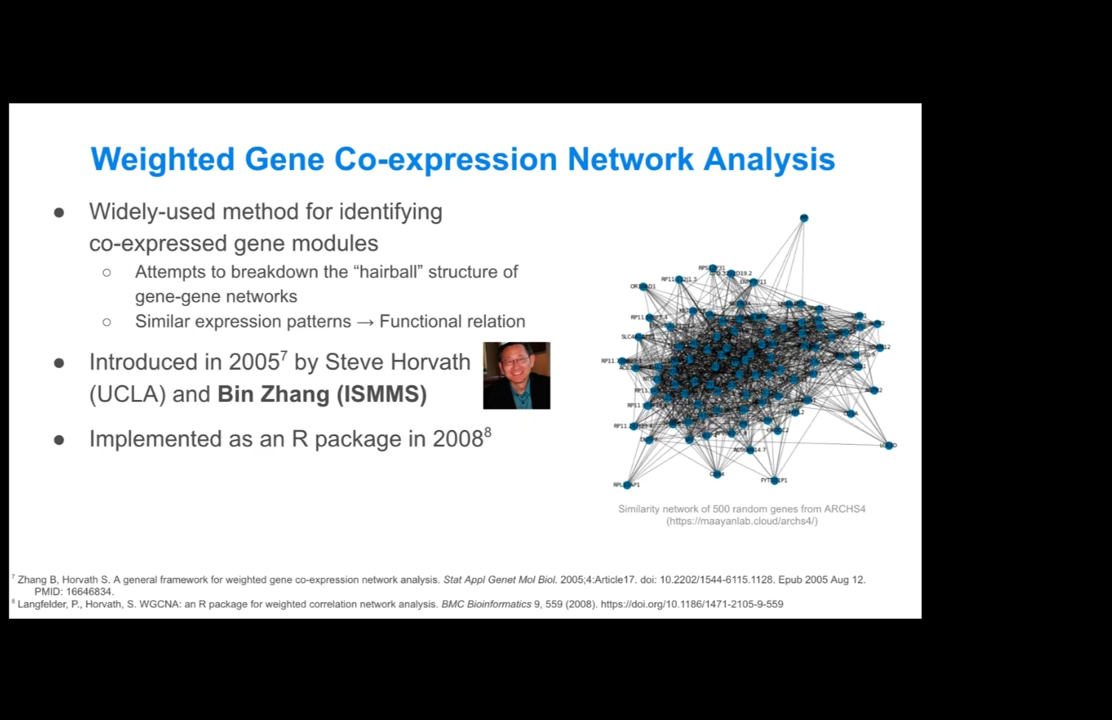 Weighted Gene Co-expression Network Analysis
● Widely-used method for identifying
co-expressed gene modules
○ Attempts to breakdown the “hairball” structure of
gene-gene networks
○ Similar expression patterns → Functional relation
● Introduced in 2005⁷ by Steve Horvath
(UCLA) and Bin Zhang (ISMMS)
● Implemented as an R package in 2008⁸
Similarity network of 500 random genes from ARCHS4
(https://maayanlab.cloud/archs4/)
⁷ Zhang B, Horvath S. A general framework for weighted gene co-expression network analysis. Stat Appl Genet Mol Biol. 2005;4:Article17. doi: 10.2202/1544-6115.1128. Epub 2005 Aug 12.
PMID: 16646834.
⁸ Langfelder, P., Horvath, S. WGCNA: an R package for weighted correlation network analysis. BMC Bioinformatics 9, 559 (2008). https://doi.org/10.1186/1471-2105-9-559